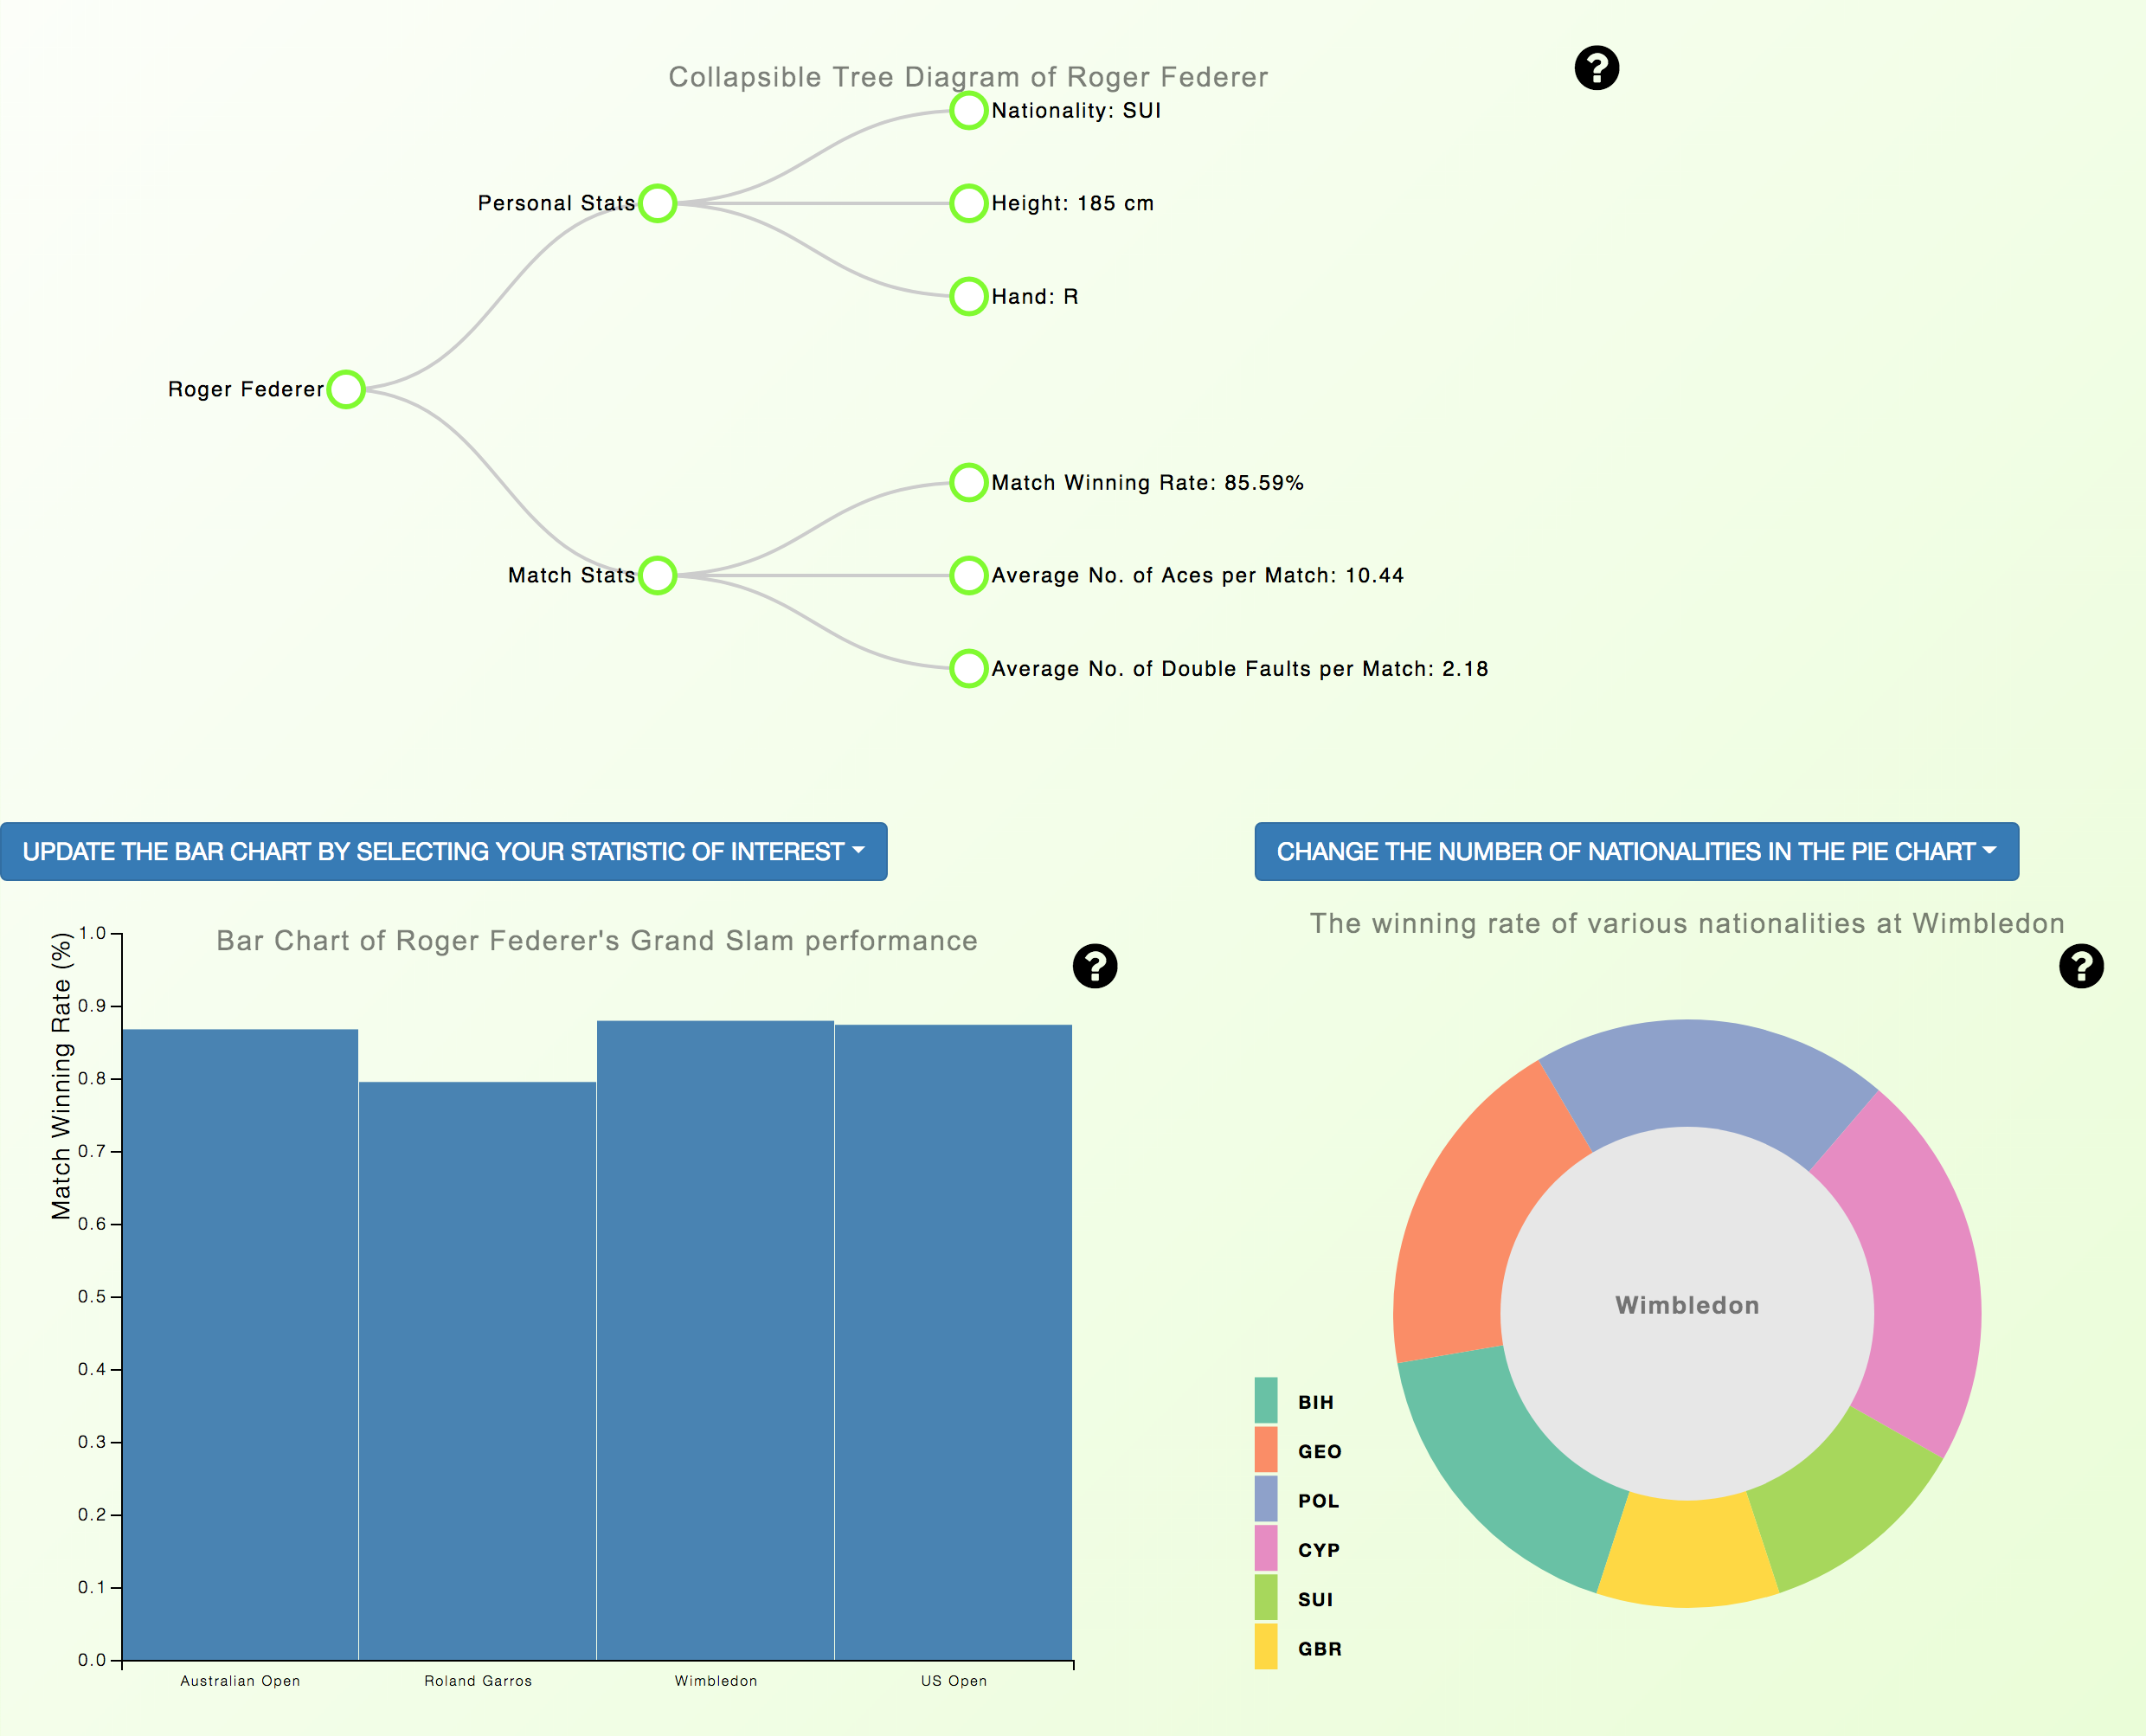 Collapsible Tree Diagram of Roger Federer
?
Nationality: SUI
Personal Stats
Height: 185 cm
Hand: R
Roger Federer
Match Winning Rate: 85.59%
Match Stats
Average No. of Aces per Match: 10.44
Average No. of Double Faults per Match: 2.18
UPDATE THE BAR CHART BY SELECTING YOUR STATISTIC OF INTEREST
CHANGE THE NUMBER OF NATIONALITIES IN THE PIE CHART
Bar Chart of Roger Federer's Grand Slam performance
?
Match Winning Rate (%)
1.0
0.9
0.8
0.7
0.6
0.5
0.4
0.3
0.2
0.1
0.0
Australian Open
Roland Garros
Wimbledon
US Open
The winning rate of various nationalities at Wimbledon
?
Wimbledon
BIH
GEO
POL
CYP
SUI
GBR